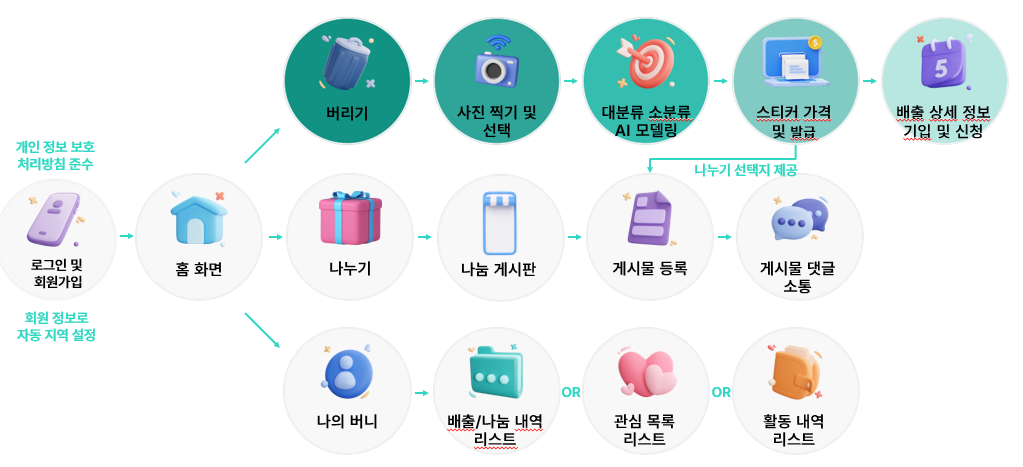 버리기
사진 찍기 및
선택
대분류 소분류
AI 모델링
스티커 가격
및 발급
5
배출 상세 정보
기입 및 신청
나누기 선택지 제공
개인 정보 보호
처리방침 준수
로그인 및
회원가입
회원 정보로
자동 지역 설정
홈 화면
나누기
나눔 게시판
게시물 등록
게시물 댓글
소통
나의 버니
배출/나눔 내역
리스트
OR
관심 목록
리스트
OR
활동 내역
리스트